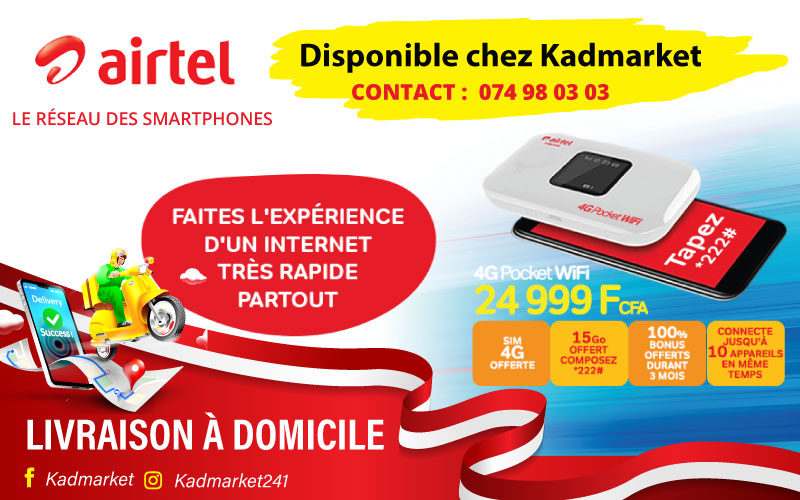 airtel
LE RÉSEAU DES SMARTPHONES
Disponible chez Kadmarket
CONTACT : 074 98 03 03
FAITES L'EXPÉRIENCE
D'UN INTERNET
TRÈS RAPIDE
PARTOUT
airtel
4G Pocket WiFi
Tapez
*222#
4G Pocket WiFi
24 999 FCFA
SIM
4G
OFFERTE
15Go
OFFERT
COMPOSEZ
*222#
100%
BONUS
OFFERTS
DURANT
3 MOIS
CONNECTE
JUSQU'À
10 APPAREILS
EN MÊME
TEMPS
Delivery
Success!
LIVRAISON À DOMICILE
Kadmarket
Kadmarket241